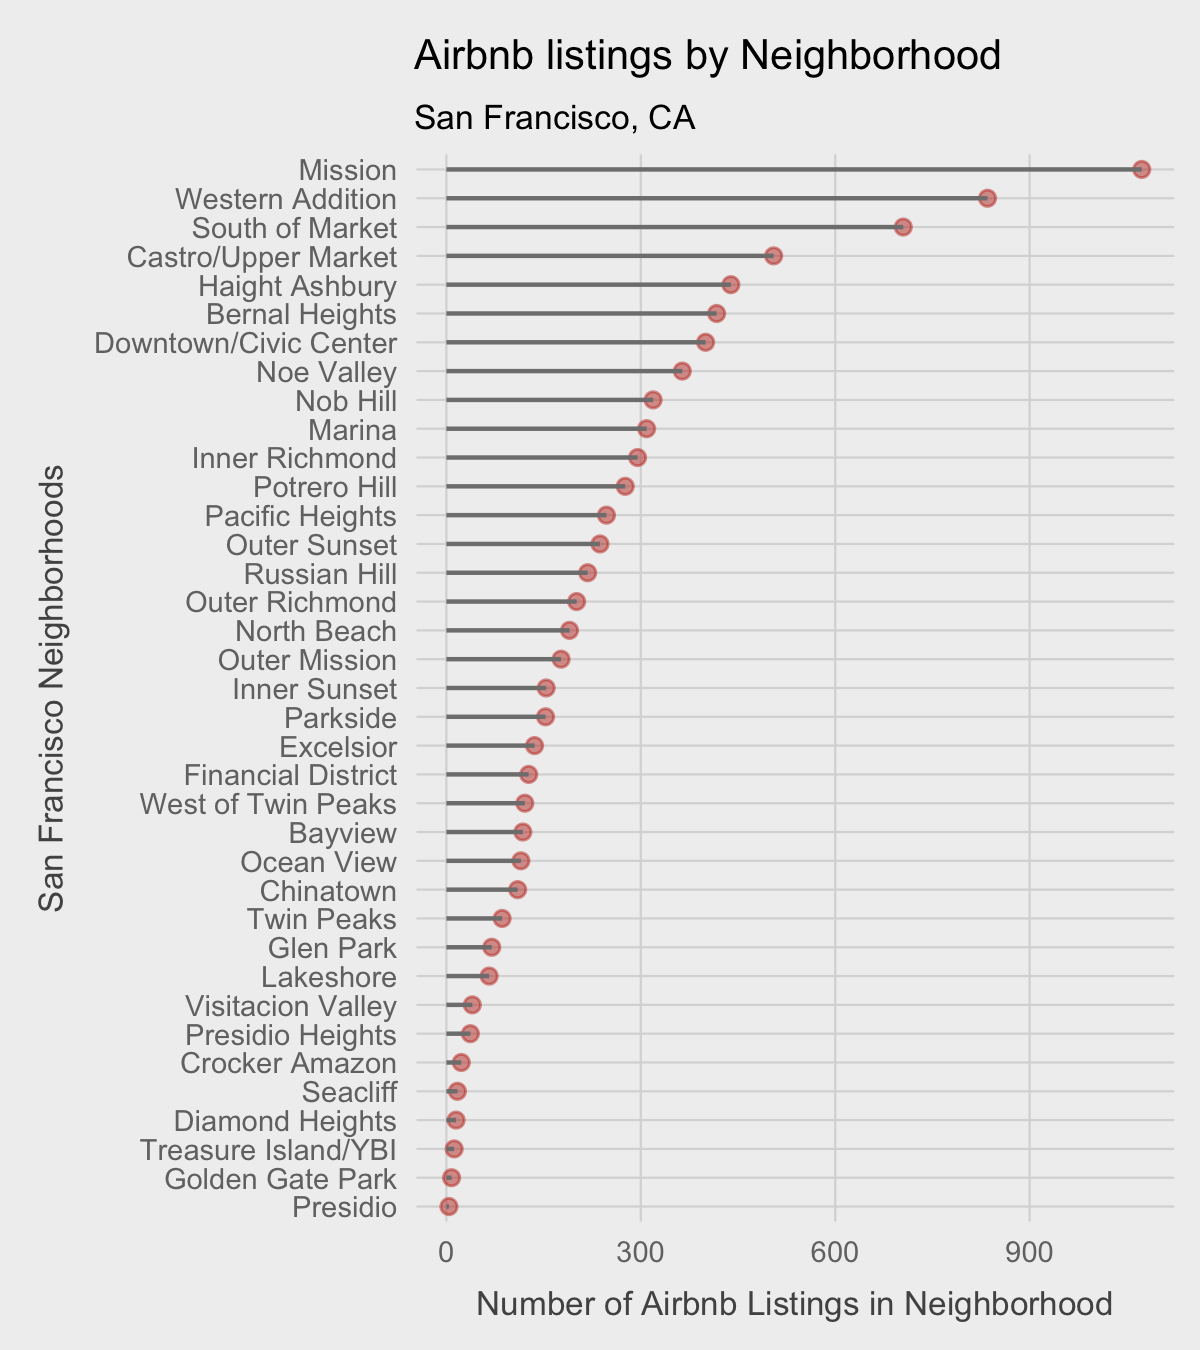 Airbnb listings by Neighborhood
San Francisco, CA
San Francisco Neighborhoods
Mission
Western Addition
South of Market
Castro/Upper Market
Haight Ashbury
Bernal Heights
Downtown/Civic Center
Noe Valley
Nob Hill
Marina
Inner Richmond
Potrero Hill
Pacific Heights
Outer Sunset
Russian Hill
Outer Richmond
North Beach
Outer Mission
Inner Sunset
Parkside
Excelsior
Financial District
West of Twin Peaks
Bayview
Ocean View
Chinatown
Twin Peaks
Glen Park
Lakeshore
Visitacion Valley
Presidio Heights
Crocker Amazon
Seacliff
Diamond Heights
Treasure Island/YBI
Golden Gate Park
Presidio
0 300 600 900
Number of Airbnb Listings in Neighborhood